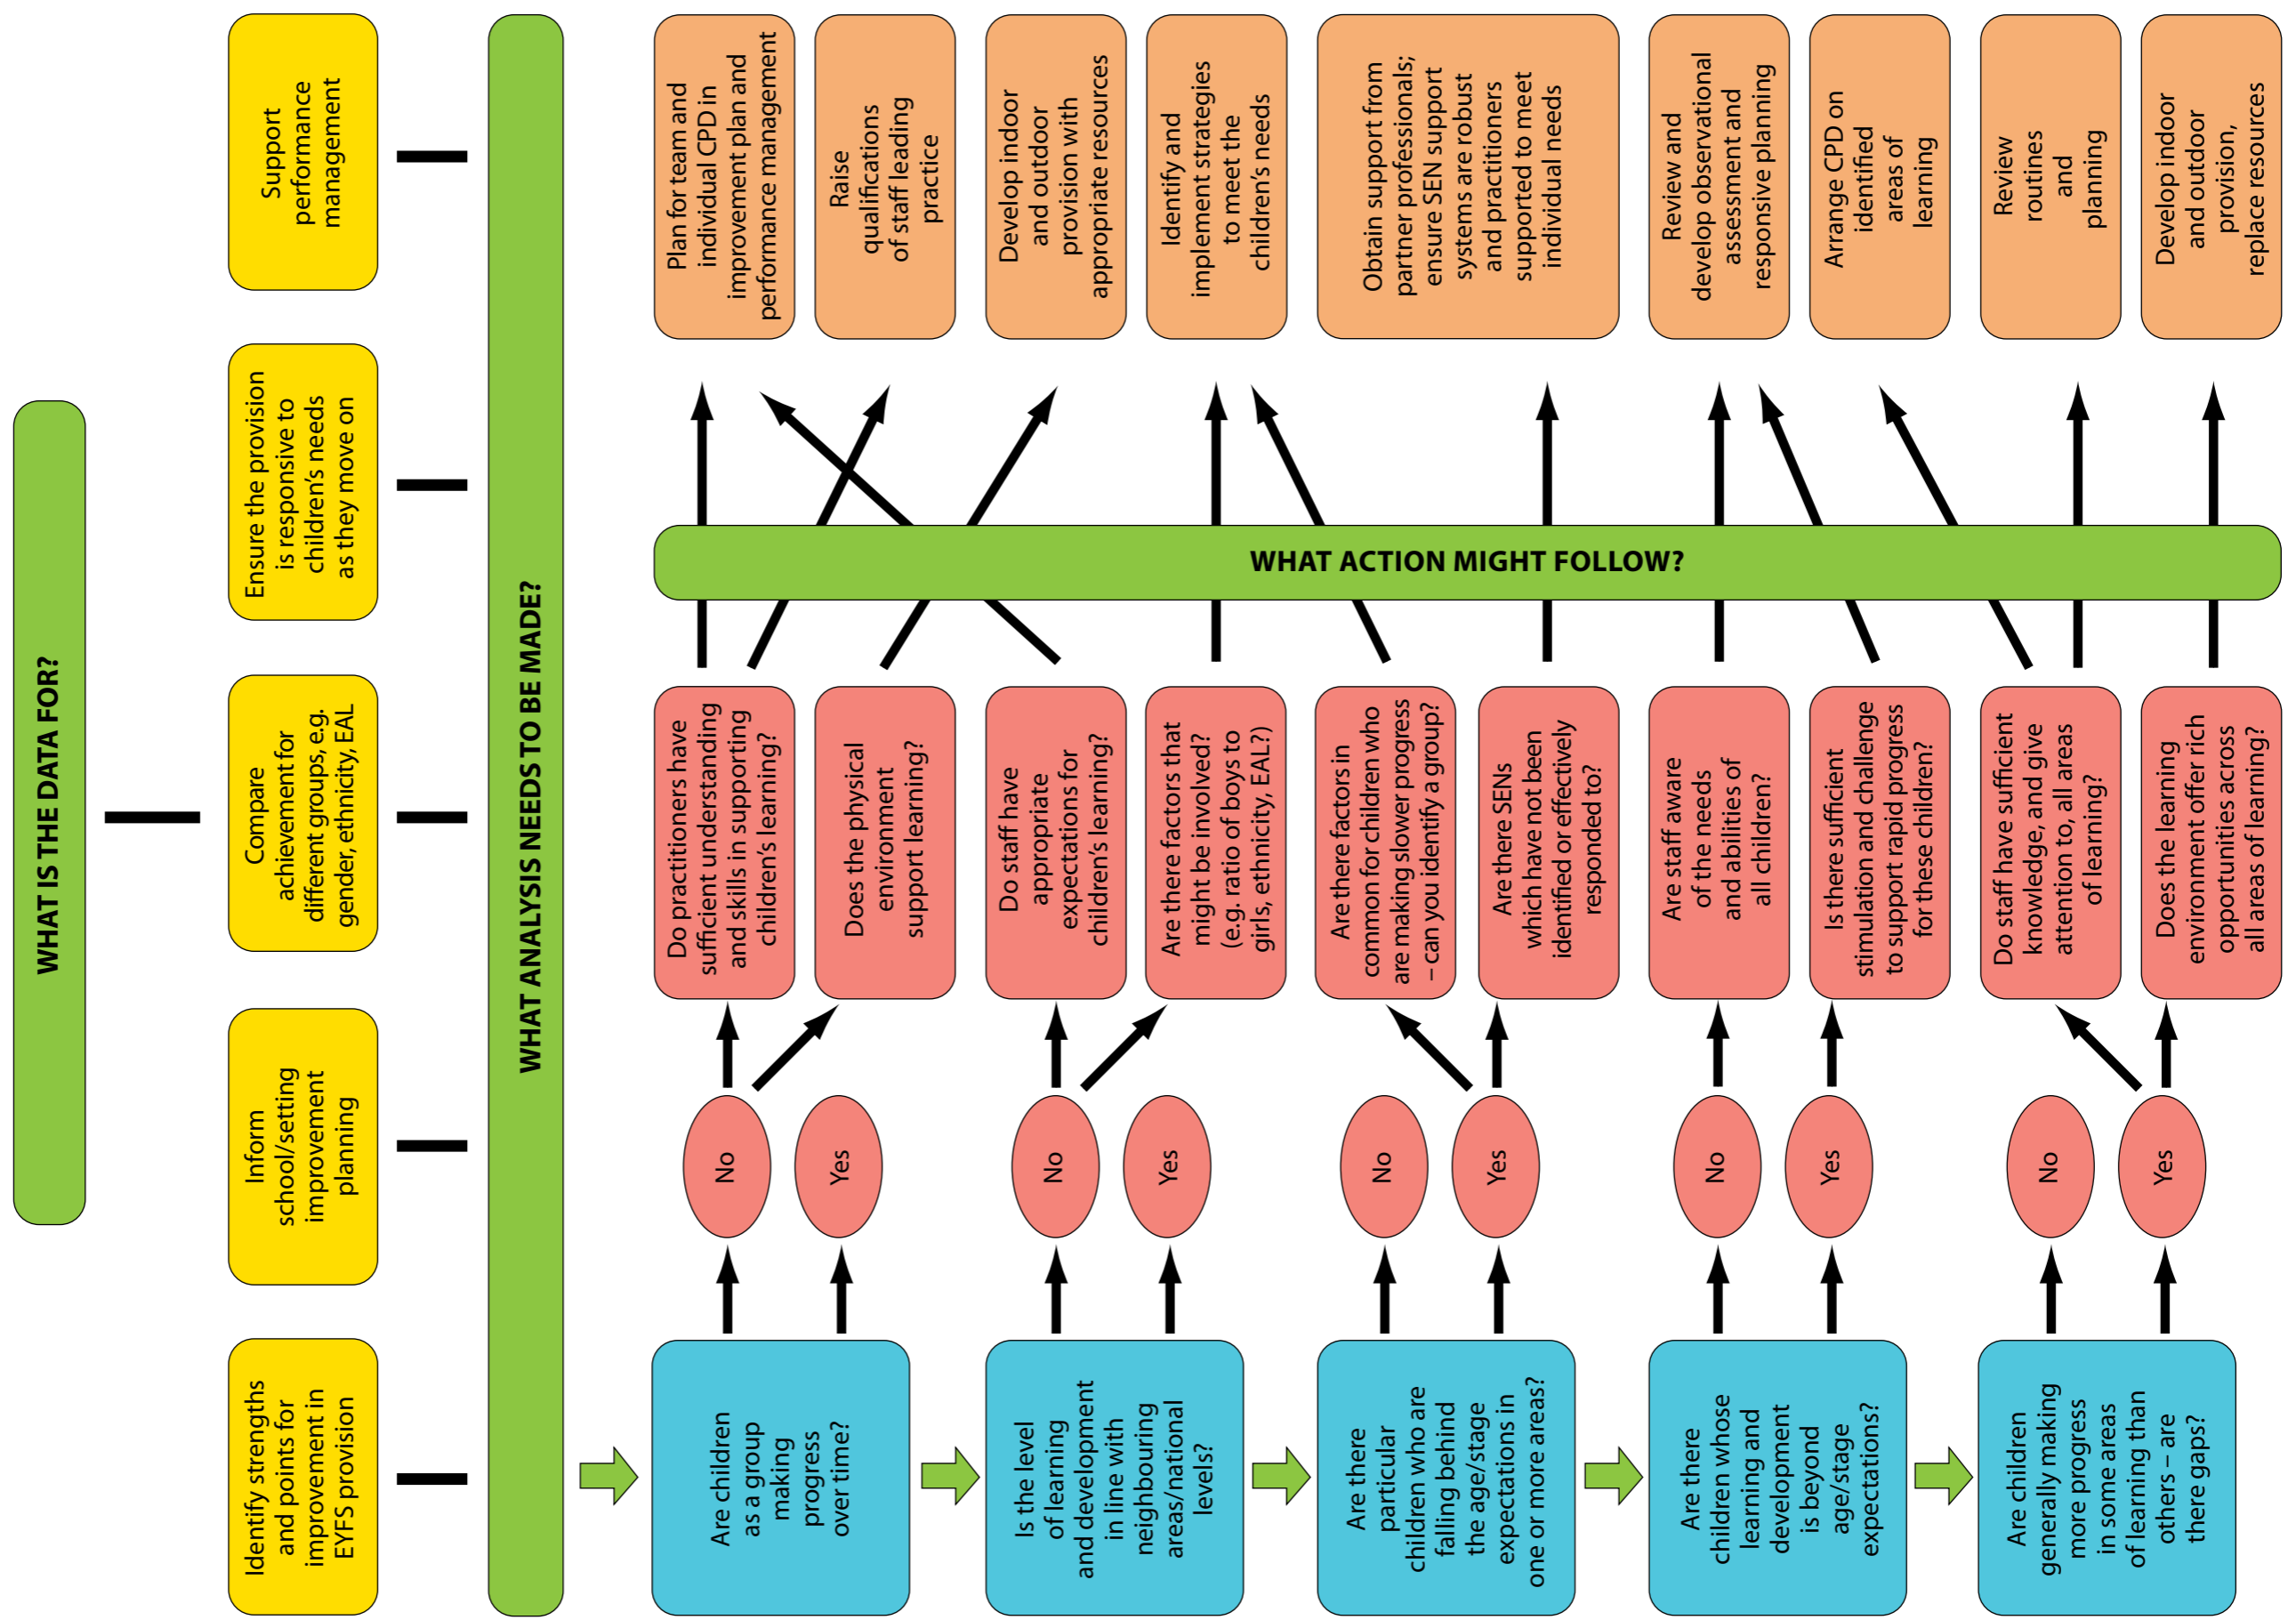 WHAT IS THE DATA FOR?
Identify strengths
and points for
improvement in
EYFS provision
Inform
school/setting
improvement
planning
Compare
achievement for
different groups, e.g.
gender, ethnicity, EAL
Ensure the provision
is responsive to
children's needs
as they move on
Support
performance
management
WHAT ANALYSIS NEEDS TO BE MADE?
Are children
as a group
making
progress
over time?
No
Yes
Do practitioners have
sufficient understanding
and skills in supporting
children's learning?
Does the physical
environment
support learning?
Is the level
of learning
and development
in line with
neighbouring
areas/national
levels?
No
Yes
Do staff have
appropriate
expectations for
children's learning?
Are there factors that
might be involved?
(e.g. ratio of boys to
girls, ethnicity, EAL?)
Are there
particular
children who are
falling behind
the age/stage
expectations in
one or more areas?
No
Yes
Are there factors in
common for children who
are making slower progress
– can you identify a group?
Are there SENs
which have not been
identified or effectively
responded to?
Are there
children whose
learning and
development
is beyond
age/stage
expectations?
No
Yes
Are staff aware
of the needs
and abilities of
all children?
Is there sufficient
stimulation and challenge
to support rapid progress
for these children?
Are children
generally making
more progress
in some areas
of learning than
others – are
there gaps?
No
Yes
Do staff have sufficient
knowledge, and give
attention to, all areas
of learning?
Does the learning
environment offer rich
opportunities across
all areas of learning?
WHAT ACTION MIGHT FOLLOW?
Plan for team and
individual CPD in
improvement plan and
performance management
Raise
qualifications
of staff leading
practice
Develop indoor
and outdoor
provision with
appropriate resources
Identify and
implement strategies
to meet the
children's needs
Obtain support from
partner professionals;
ensure SEN support
systems are robust
and practitioners
supported to meet
individual needs
Review and
develop observational
assessment and
responsive planning
Arrange CPD on
identified
areas of
learning
Review
routines
and
planning
Develop indoor
and outdoor
provision,
replace resources